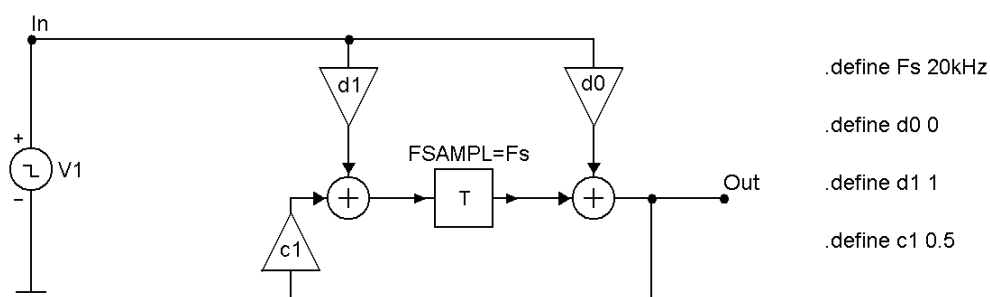 In
d1
d0
.define Fs 20kHz
.define d0 0
FSAMPL=Fs
+
V1
−
+
T
+
Out
.define d1 1
c1
.define c1 0.5